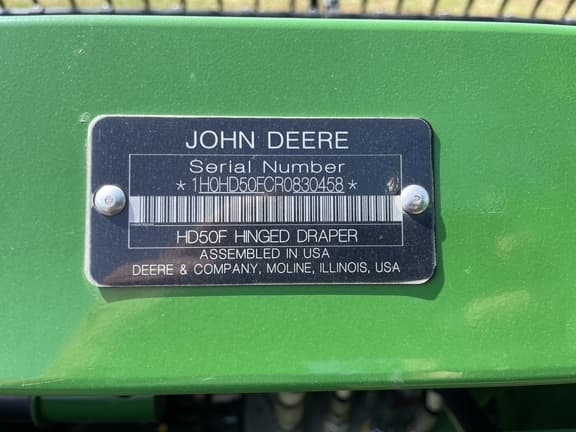 JOHN DEERE
Serial Number
*1H0HD50FCR0830458*
HD50F HINGED DRAPER
ASSEMBLED IN USA
DEERE & COMPANY, MOLINE, ILLINOIS, USA